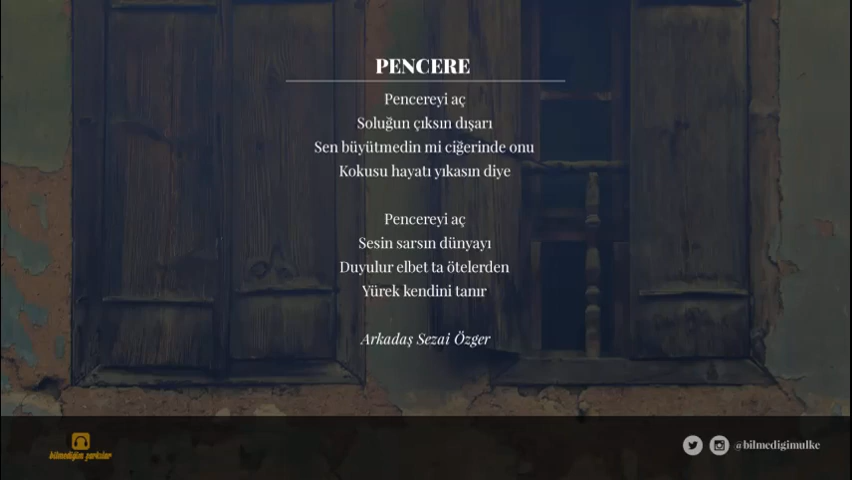 PENCERE
Pencereyi aç
Soluğun çıksın dışarı
Sen büyütmedin mi ciğerinde onu
Kokusu hayatı yıkasın diye
Pencereyi aç
Sesin sarsın dünyayı
Duyulur elbet ta ötelerden
Yürek kendini tanır
Arkadaş Sezai Özger
bilmediğim şarkılar
@bilmedigimulke